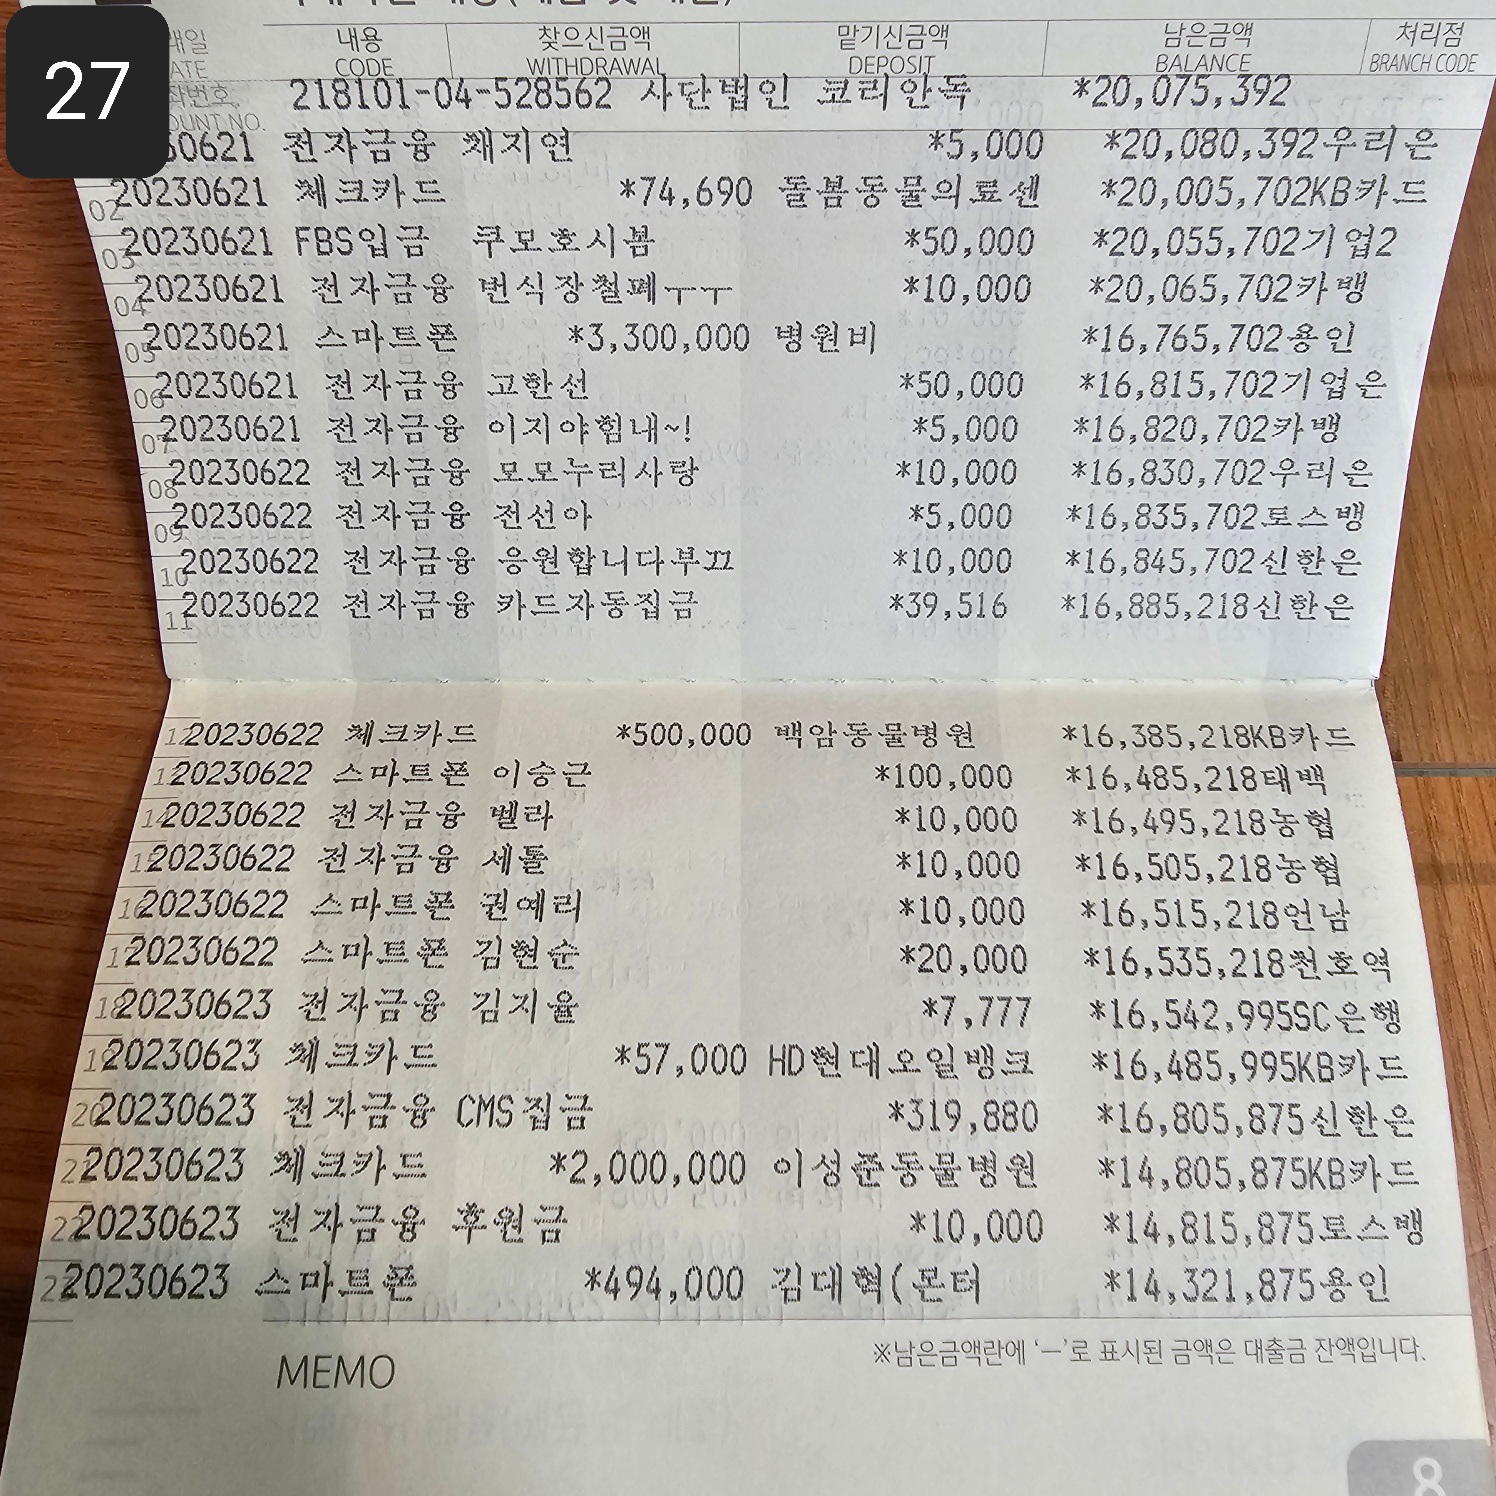 27
내용 찾으신금액 맡기신금액 남은금액 처리점
CODE WITHDRAWAL DEPOSIT BALANCE BRANCH CODE
218101-04-528562 사단법인 코리안독 *20,075,392
0621 전자금융 채지연 *5,000 *20,080,392우리은
02 20230621 체크카드 *74,690 돌봄동물의료센 *20,005,702KB카드
03 20230621 FBS입금 쿠모호시봄 *50,000 *20,055,702기업2
04 20230621 전자금융 번식장철폐ㅜㅜ *10,000 *20,065,702카뱅
05 20230621 스마트폰 *3,300,000 병원비 *16,765,702용인
06 20230621 전자금융 고한선 *50,000 *16,815,702기업은
07 20230621 전자금융 이지야힘내~! *5,000 *16,820,702카뱅
08 20230622 전자금융 모모누리사랑 *10,000 *16,830,702우리은
09 20230622 전자금융 전선아 *5,000 *16,835,702토스뱅
10 20230622 전자금융 응원합니다부끄 *10,000 *16,845,702신한은
11 20230622 전자금융 카드자동집금 *39,516 *16,885,218신한은
12 20230622 체크카드 *500,000 백암동물병원 *16,385,218KB카드
13 20230622 스마트폰 이승근 *100,000 *16,485,218태백
14 20230622 전자금융 벨라 *10,000 *16,495,218농협
15 20230622 전자금융 세톨 *10,000 *16,505,218농협
16 20230622 스마트폰 권예리 *10,000 *16,515,218언남
17 20230622 스마트폰 김현순 *20,000 *16,535,218천호역
18 20230623 전자금융 김지율 *7,777 *16,542,995SC은행
19 20230623 체크카드 *57,000 HD현대오일뱅크 *16,485,995KB카드
20 20230623 전자금융 CMS집금 *319,880 *16,805,875신한은
21 20230623 체크카드 *2,000,000 이성준동물병원 *14,805,875KB카드
22 20230623 전자금융 후원금 *10,000 *14,815,875토스뱅
23 20230623 스마트폰 *494,000 김대혁(몬터 *14,321,875용인
※남은금액란에 '－'로 표시된 금액은 대출금 잔액입니다.
MEMO
8